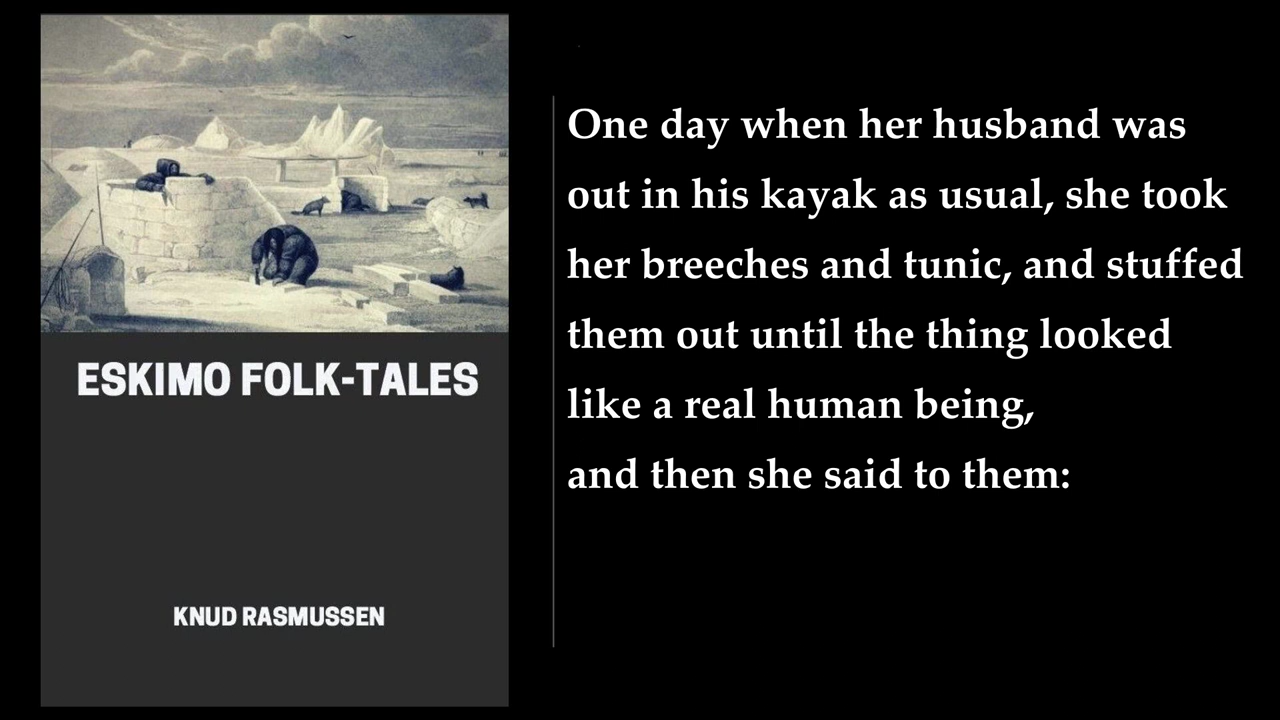 ESKIMO FOLK-TALES
KNUD RASMUSSEN
One day when her husband was
out in his kayak as usual, she took
her breeches and tunic, and stuffed
them out until the thing looked
like a real human being,
and then she said to them: